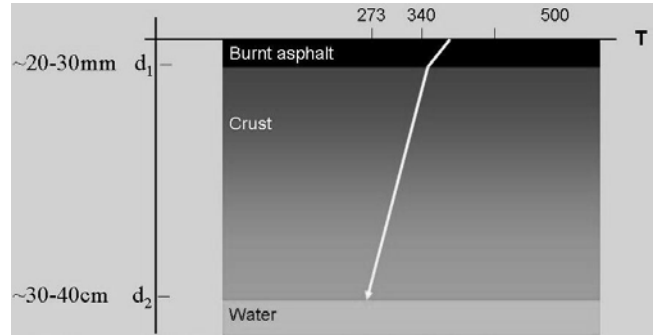 273 340 500
T
Burnt asphalt
~20-30mm d1
Crust
~30-40cm d2
Water